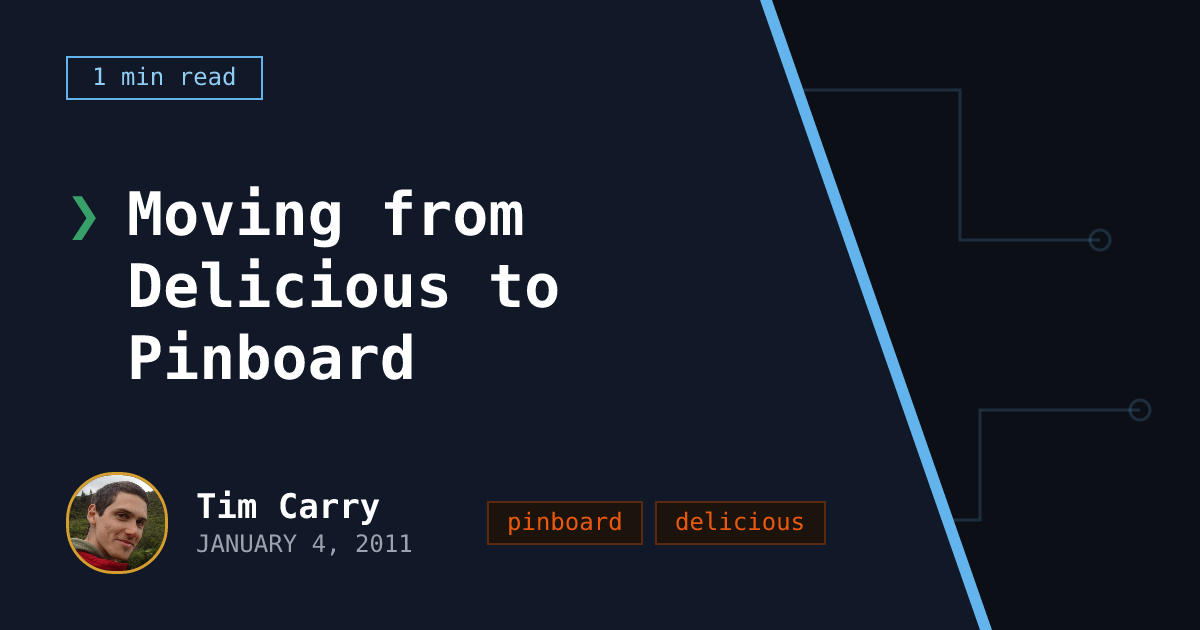 1 min read
❯ Moving from
Delicious to
Pinboard
Tim Carry
JANUARY 4, 2011
pinboard
delicious